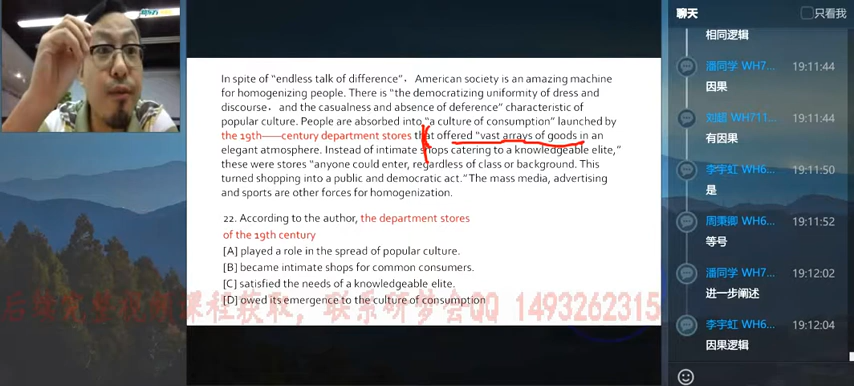 In spite of "endless talk of difference", American society is an amazing machine
for homogenizing people. There is "the democratizing uniformity of dress and
discourse, and the casualness and absence of deference" characteristic of
popular culture. People are absorbed into "a culture of consumption" launched by
the 19th——century department stores that offered "vast arrays of goods in an
elegant atmosphere. Instead of intimate shops catering to a knowledgeable elite,"
these were stores "anyone could enter, regardless of class or background. This
turned shopping into a public and democratic act." The mass media, advertising
and sports are other forces for homogenization.
22. According to the author, the department stores
of the 19th century
[A] played a role in the spread of popular culture.
[B] became intimate shops for common consumers.
[C] satisfied the needs of a knowledgeable elite.
[D] owed its emergence to the culture of consumption
联系研梦会QQ 1493262315
聊天
只看我
相同逻辑
潘同学 WH7... 19:11:44
因果
刘超 WH711... 19:11:44
有因果
李宇虹 WH6... 19:11:50
是
周秉卿 WH6... 19:11:52
等号
潘同学 WH7... 19:12:02
进一步阐述
李宇虹 WH6... 19:12:04
因果逻辑